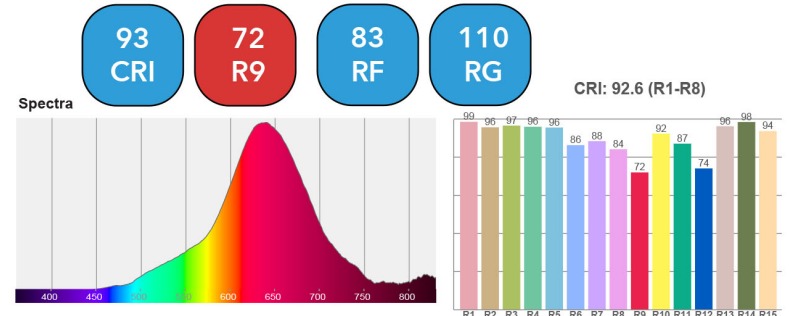 93
CRI
72
R9
83
RF
110
RG
Spectra
CRI: 92.6 (R1-R8)
99 96 97 96 96 86 88 84 72 92 87 74 96 98 94
400 450 500 550 600 650 700 750 800
R1 R2 R3 R4 R5 R6 R7 R8 R9 R10 R11 R12 R13 R14 R15